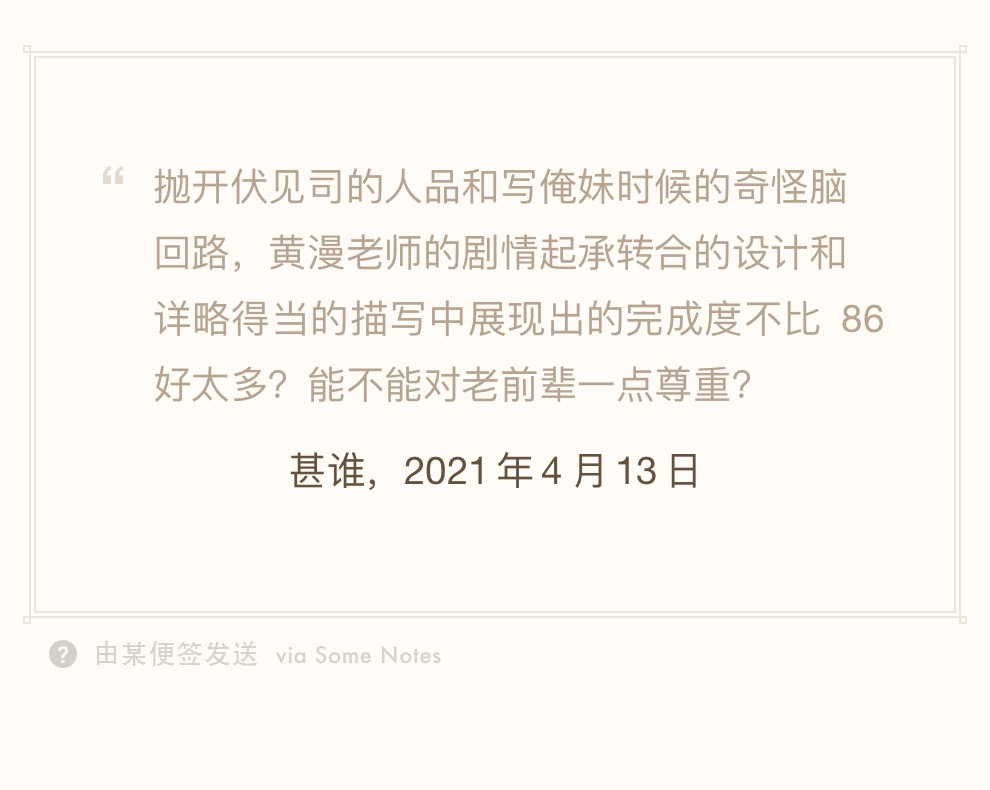 “ 抛开伏见司的人品和写俺妹时候的奇怪脑
回路，黄漫老师的剧情起承转合的设计和
详略得当的描写中展现出的完成度不比 86
好太多？能不能对老前辈一点尊重？
甚谁，2021 年 4 月 13 日
? 由某便签发送 via Some Notes